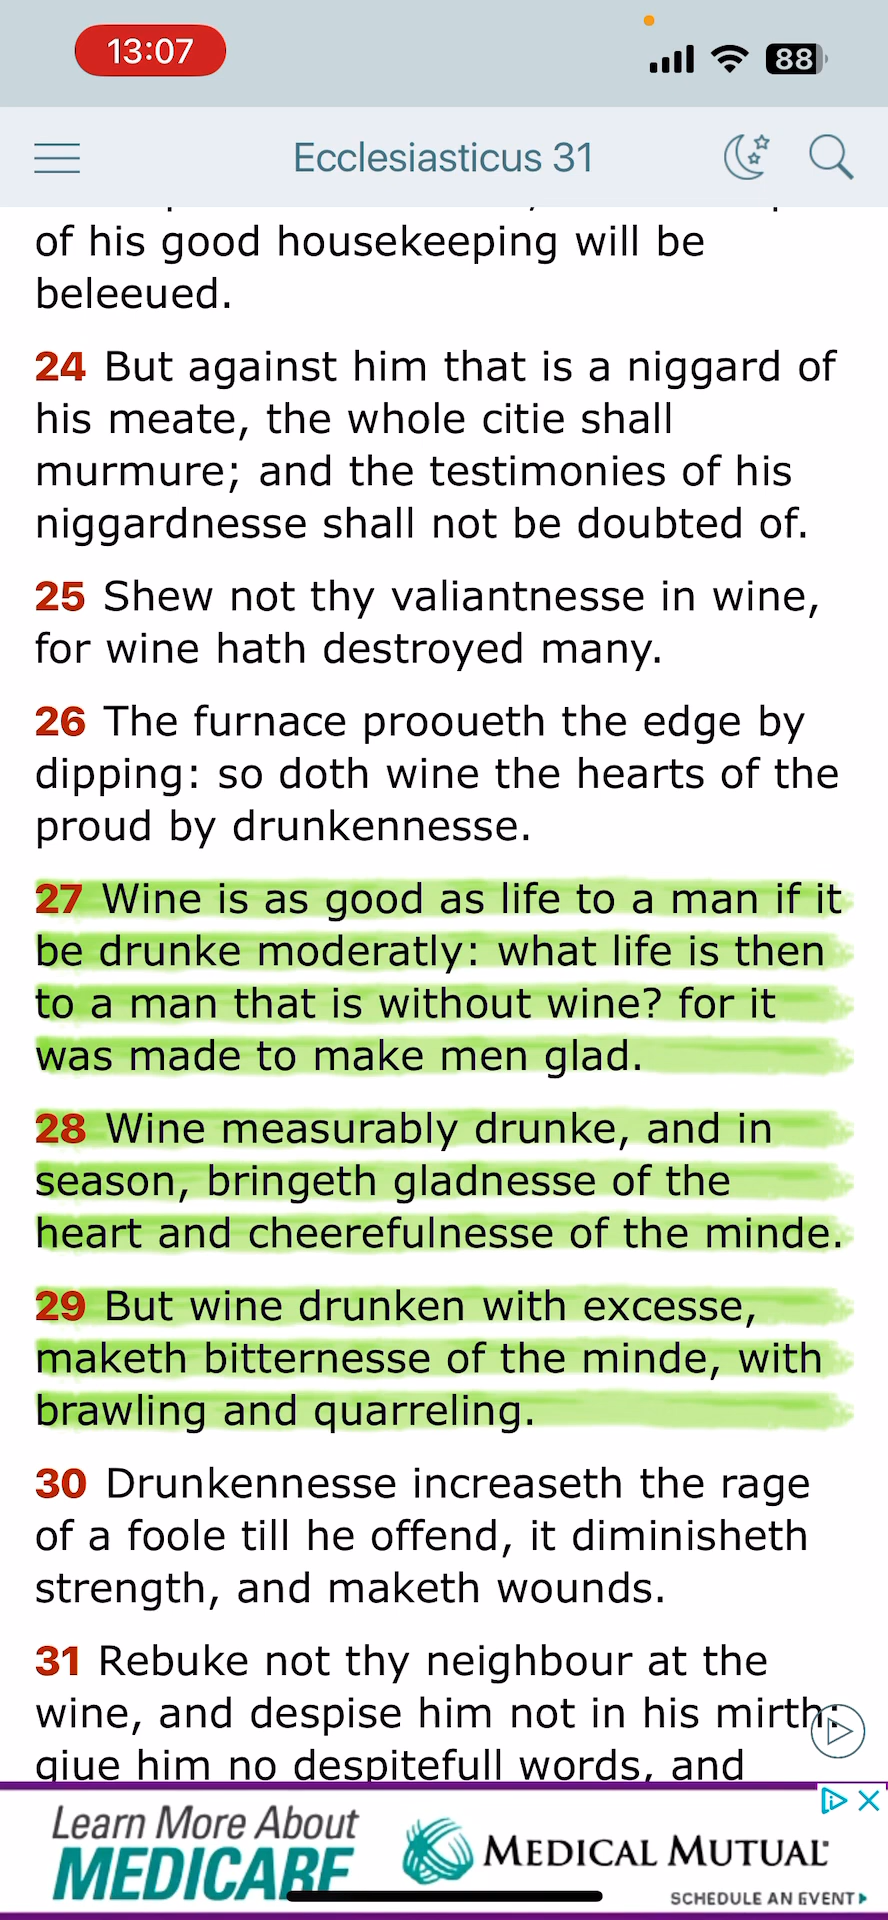 13:07
88
Ecclesiasticus 31
of his good housekeeping will be
beleeued.
24 But against him that is a niggard of
his meate, the whole citie shall
murmure; and the testimonies of his
niggardnesse shall not be doubted of.
25 Shew not thy valiantnesse in wine,
for wine hath destroyed many.
26 The furnace prooueth the edge by
dipping: so doth wine the hearts of the
proud by drunkennesse.
27 Wine is as good as life to a man if it
be drunke moderatly: what life is then
to a man that is without wine? for it
was made to make men glad.
28 Wine measurably drunke, and in
season, bringeth gladnesse of the
heart and cheerefulnesse of the minde.
29 But wine drunken with excesse,
maketh bitternesse of the minde, with
brawling and quarreling.
30 Drunkennesse increaseth the rage
of a foole till he offend, it diminisheth
strength, and maketh wounds.
31 Rebuke not thy neighbour at the
wine, and despise him not in his mirth:
giue him no despitefull words, and
Learn More About
MEDICARE
MEDICAL MUTUAL
SCHEDULE AN EVENT